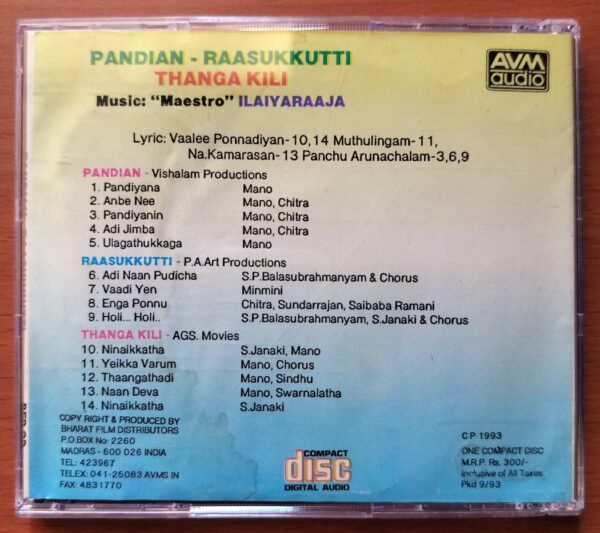 PANDIAN - RAASUKKUTTI
THANGA KILI
Music: "Maestro" ILAIYARAAJA
AVM
audio
Lyric: Vaalee Ponnadiyan-10,14 Muthulingam-11,
Na.Kamarasan-13 Panchu Arunachalam-3,6,9
PANDIAN - Vishalam Productions
1. Pandiyana Mano
2. Anbe Nee Mano, Chitra
3. Pandiyanin Mano, Chitra
4. Adi Jimba Mano, Chitra
5. Ulagathukkaga Mano
RAASUKKUTTI - P.A.Art Productions
6. Adi Naan Pudicha S.P.Balasubrahmanyam & Chorus
7. Vaadi Yen Minmini
8. Enga Ponnu Chitra, Sundarrajan, Saibaba Ramani
9. Holi... Holi.. S.P.Balasubrahmanyam, S.Janaki & Chorus
THANGA KILI - AGS. Movies
10. Ninaikkatha S.Janaki, Mano
11. Yeikka Varum Mano, Chorus
12. Thaangathadi Mano, Sindhu
13. Naan Deva Mano, Swarnalatha
14. Ninaikkatha S.Janaki
COPY RIGHT & PRODUCED BY
BHARAT FILM DISTRIBUTORS
P.O.BOX No: 2260
MADRAS - 600 026 INDIA
TEL: 423967
TELEX: 041-25083 AVMS IN
FAX: 4831770
COMPACT
disc
DIGITAL AUDIO
C P 1993
ONE COMPACT DISC
M.R.P. Rs. 300/-
Inclusive of All Taxes
Pkd 9/93